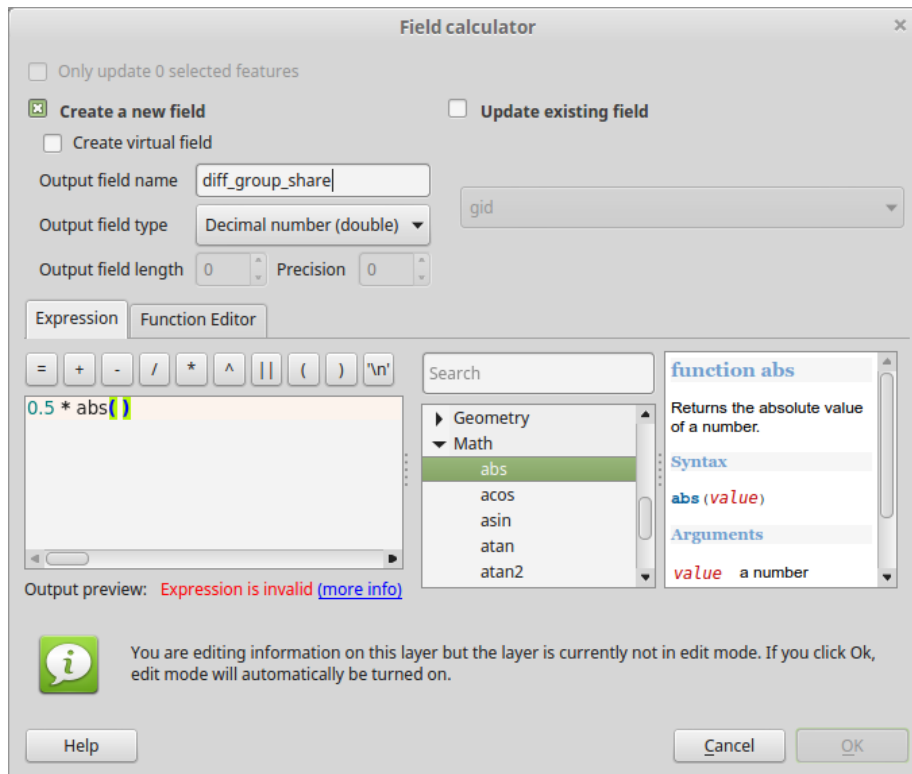 Field calculator
Only update 0 selected features
Create a new field
Update existing field
Create virtual field
Output field name diff_group_share
gid
Output field type Decimal number (double)
Output field length 0 Precision 0
Expression Function Editor
= + - / * ^ || ( ) '\n'
0.5 * abs( )
Output preview: Expression is invalid (more info)
Search
Geometry
Math
abs
acos
asin
atan
atan2
function abs
Returns the absolute value
of a number.
Syntax
abs(value)
Arguments
value a number
You are editing information on this layer but the layer is currently not in edit mode. If you click Ok,
edit mode will automatically be turned on.
Help
Cancel
OK